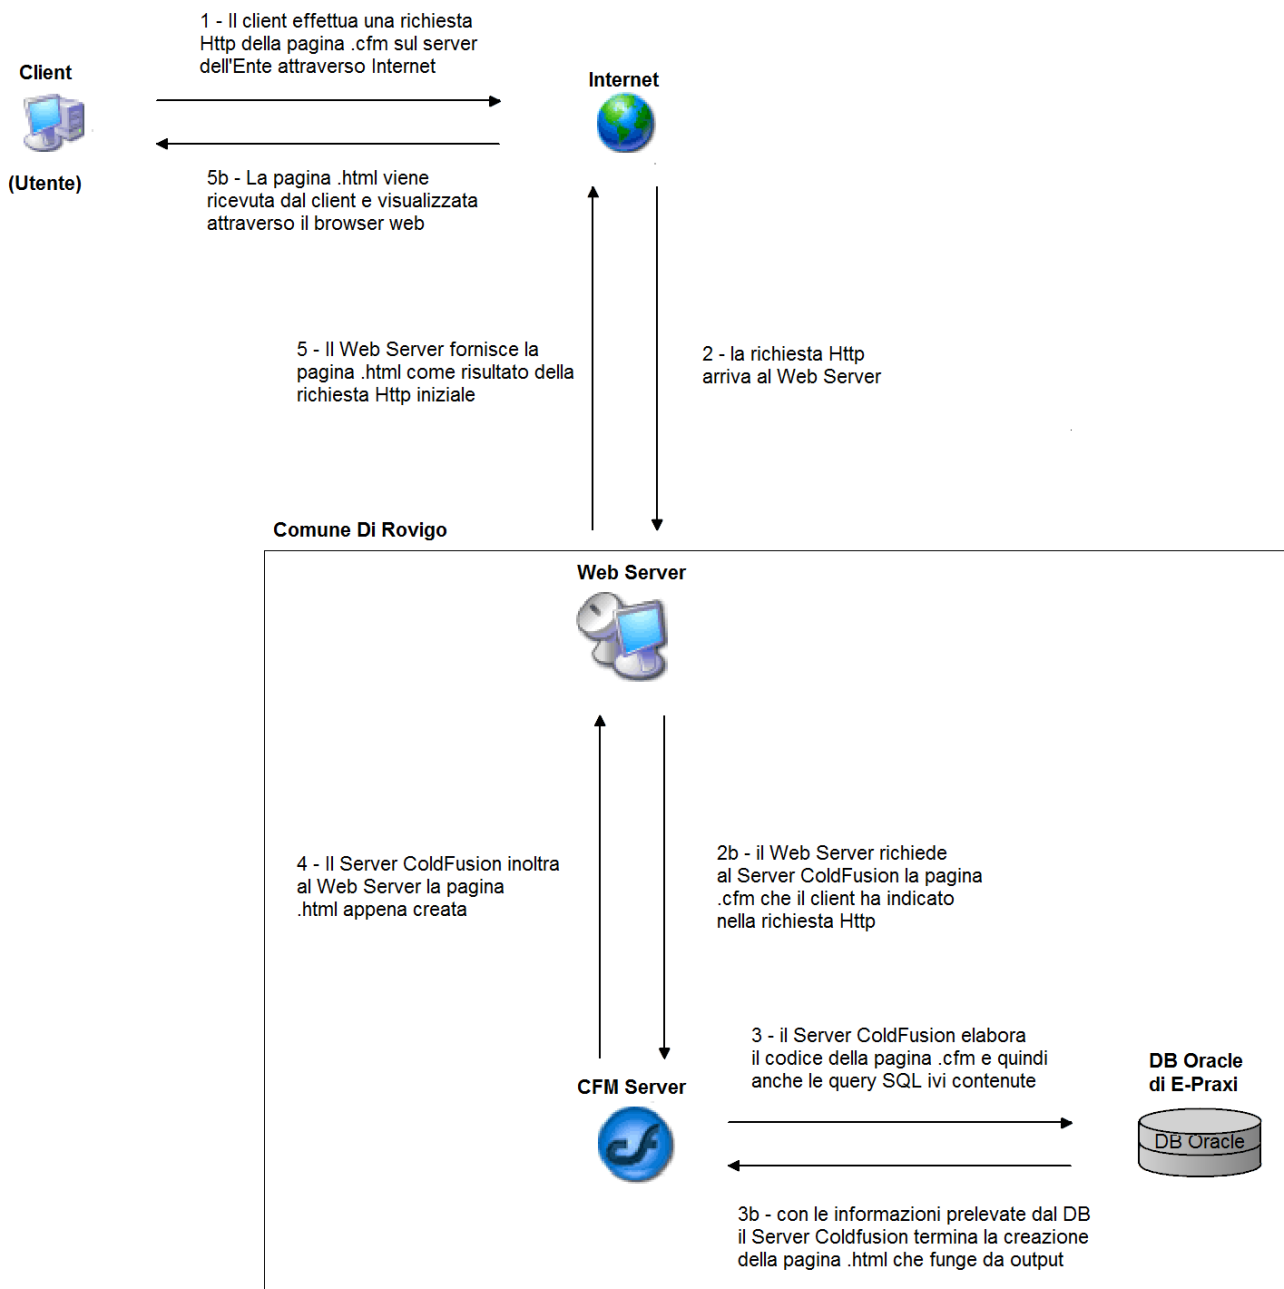 1 - Il client effettua una richiesta
Http della pagina .cfm sul server
dell'Ente attraverso Internet
Client
Internet
(Utente)
5b - La pagina .html viene
ricevuta dal client e visualizzata
attraverso il browser web
5 - Il Web Server fornisce la
pagina .html come risultato della
richiesta Http iniziale
2 - la richiesta Http
arriva al Web Server
Comune Di Rovigo
Web Server
4 - Il Server ColdFusion inoltra
al Web Server la pagina
.html appena creata
2b - il Web Server richiede
al Server ColdFusion la pagina
.cfm che il client ha indicato
nella richiesta Http
3 - il Server ColdFusion elabora
il codice della pagina .cfm e quindi
anche le query SQL ivi contenute
CFM Server
cf
DB Oracle
di E-Praxi
DB Oracle
3b - con le informazioni prelevate dal DB
il Server Coldfusion termina la creazione
della pagina .html che funge da output